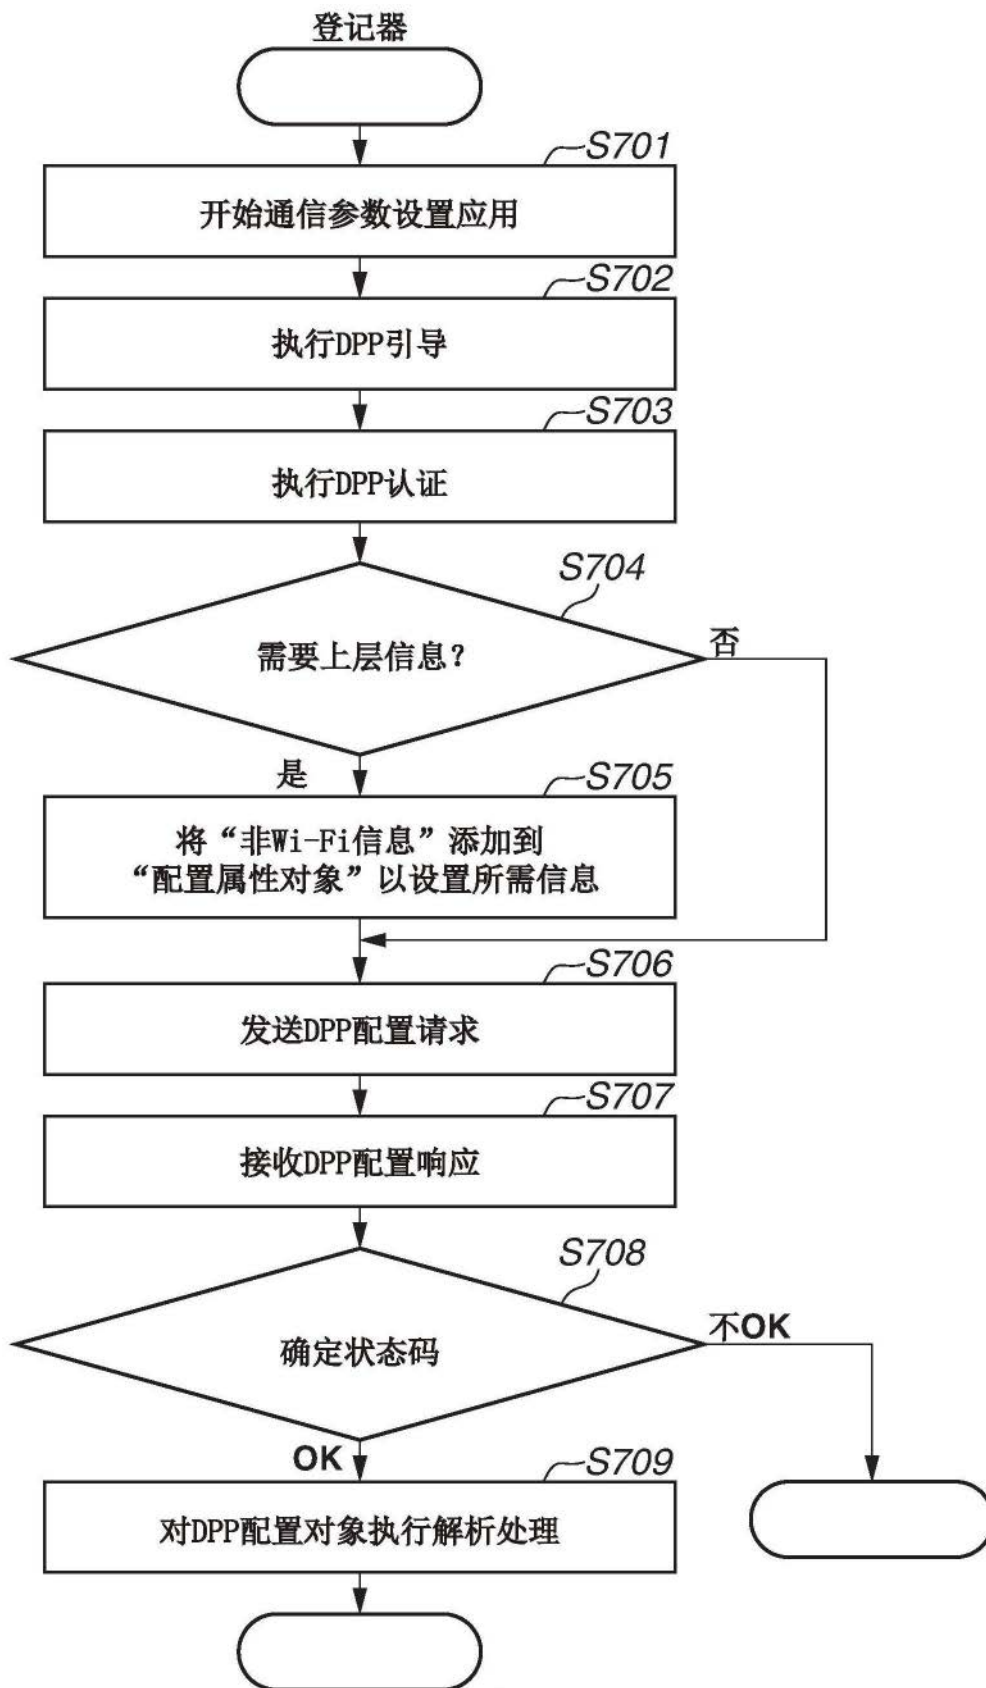 登记器
S701
开始通信参数设置应用
S702
执行DPP引导
S703
执行DPP认证
S704
需要上层信息?
否
是
S705
将“非Wi-Fi信息”添加到
“配置属性对象”以设置所需信息
S706
发送DPP配置请求
S707
接收DPP配置响应
S708
确定状态码
不OK
OK
S709
对DPP配置对象执行解析处理